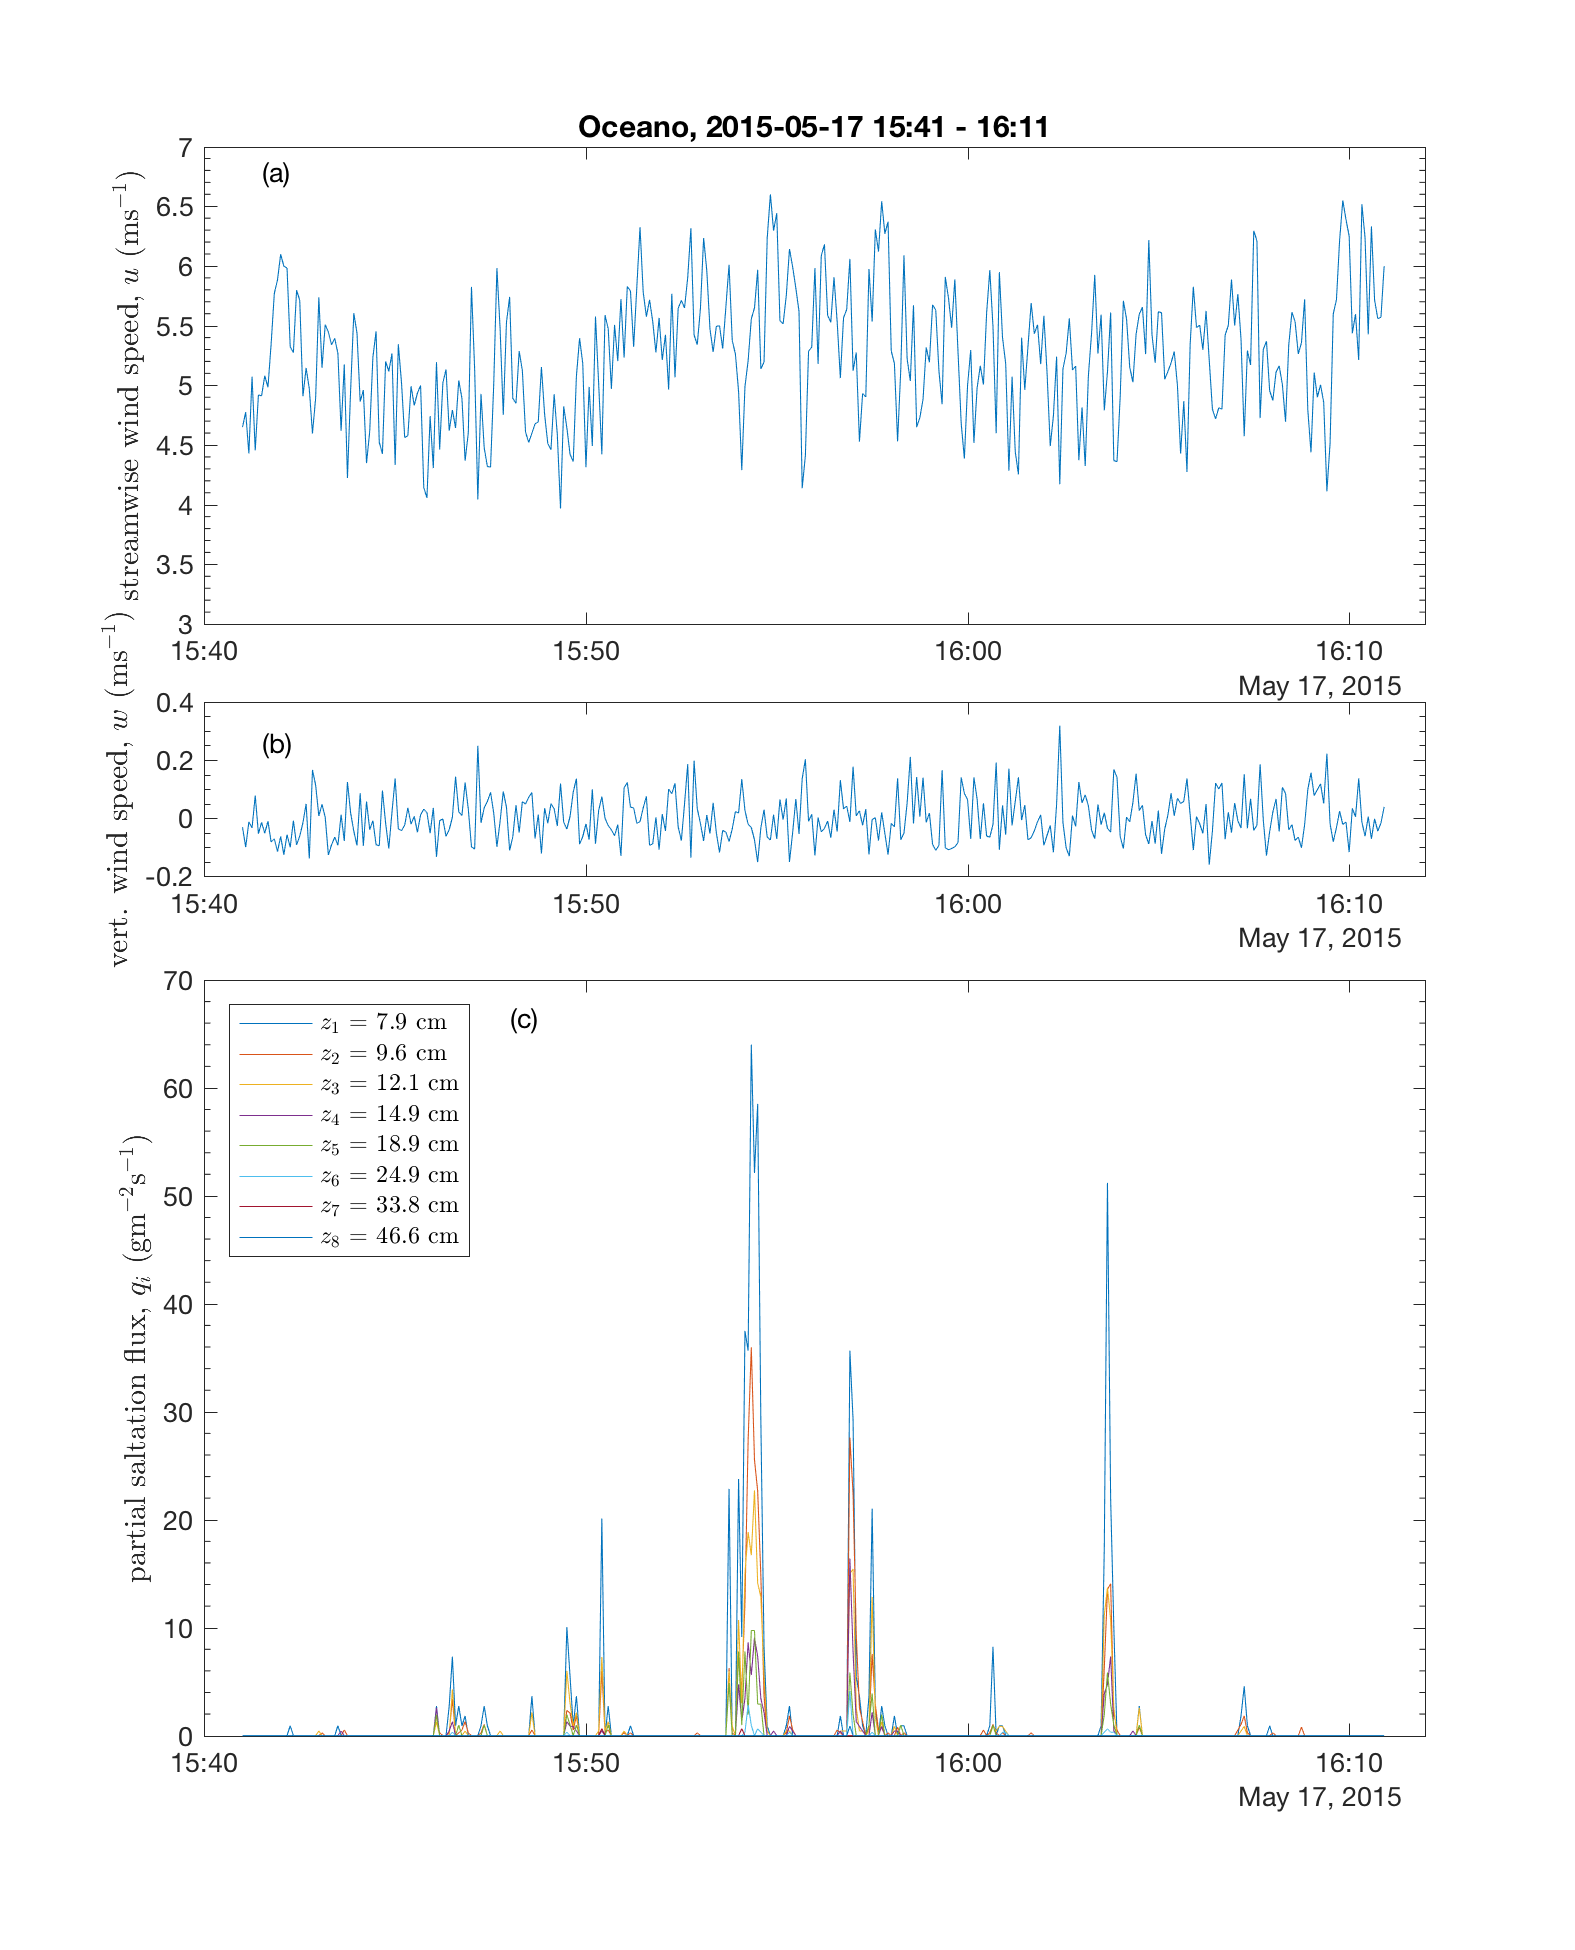 Oceano, 2015-05-17 15:41 - 16:11
(a)
streamwise wind speed, u (ms⁻¹)
7
6.5
6
5.5
5
4.5
4
3.5
3
15:40 15:50 16:00 16:10
May 17, 2015
(b)
vert. wind speed, w (ms⁻¹)
0.4
0.2
0
-0.2
15:40 15:50 16:00 16:10
May 17, 2015
(c)
partial saltation flux, qᵢ (gm⁻²s⁻¹)
70
60
50
40
30
20
10
0
z₁ = 7.9 cm
z₂ = 9.6 cm
z₃ = 12.1 cm
z₄ = 14.9 cm
z₅ = 18.9 cm
z₆ = 24.9 cm
z₇ = 33.8 cm
z₈ = 46.6 cm
15:40 15:50 16:00 16:10
May 17, 2015